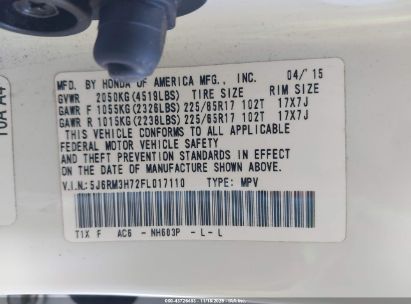 MFD. BY HONDA OF AMERICA MFG., INC. 04/15
GVWR 2050KG(4519LBS) TIRE SIZE RIM SIZE
GAWR F 1055KG(2326LBS) 225/65R17 102T 17X7J
GAWR R 1015KG(2238LBS) 225/65R17 102T 17X7J
THIS VEHICLE CONFORMS TO ALL APPLICABLE
FEDERAL MOTOR VEHICLE SAFETY
AND THEFT PREVENTION STANDARDS IN EFFECT ON
THE DATE OF MANUFACTURE SHOWN ABOVE.
V.I.N.: 5J6RM3H72FL017110 TYPE: MPV
T1X F AC6 - NH603P - L - L